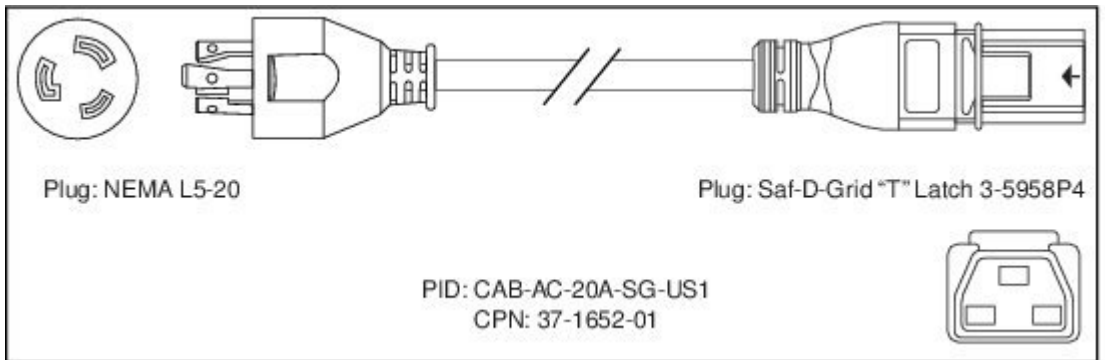 Plug: NEMA L5-20
Plug: Saf-D-Grid “T” Latch 3-5958P4
PID: CAB-AC-20A-SG-US1
CPN: 37-1652-01